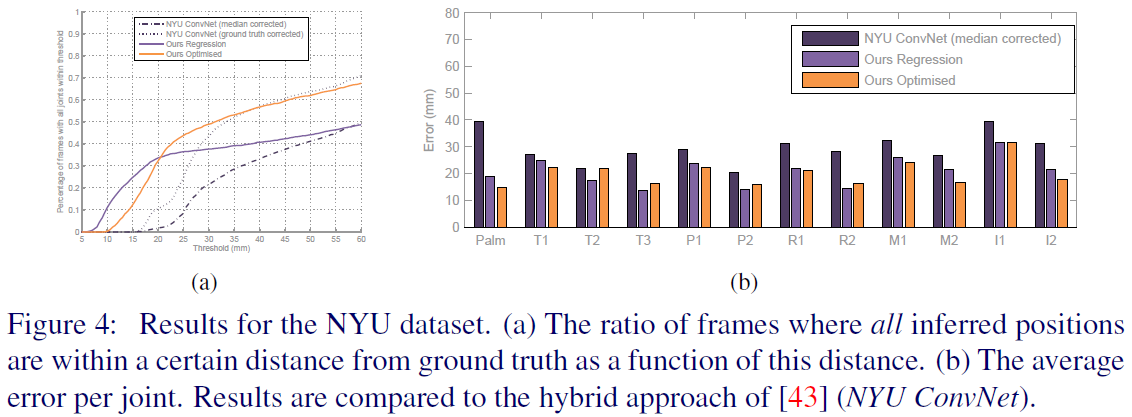 NYU ConvNet (median corrected)
NYU ConvNet (ground truth corrected)
Ours Regression
Ours Optimised
Percentage of frames with all joints within threshold
1
0.9
0.8
0.7
0.6
0.5
0.4
0.3
0.2
0.1
0
5 10 15 20 25 30 35 40 45 50 55 60
Threshold (mm)
(a)
80
70
60
50
40
30
20
10
0
Error (mm)
NYU ConvNet (median corrected)
Ours Regression
Ours Optimised
Palm T1 T2 T3 P1 P2 R1 R2 M1 M2 I1 I2
(b)
Figure 4: Results for the NYU dataset. (a) The ratio of frames where all inferred positions
are within a certain distance from ground truth as a function of this distance. (b) The average
error per joint. Results are compared to the hybrid approach of [43] (NYU ConvNet).